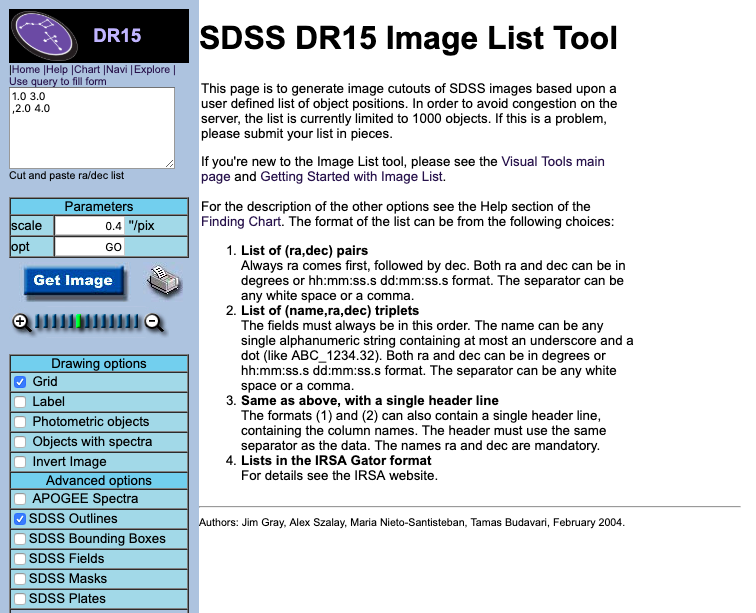 DR15
|Home |Help |Chart |Navi |Explore |
Use query to fill form
1.0 3.0
,2.0 4.0
Cut and paste ra/dec list
Parameters
scale 0.4 "/pix
opt GO
Get Image
Drawing options
Grid
Label
Photometric objects
Objects with spectra
Invert Image
Advanced options
APOGEE Spectra
SDSS Outlines
SDSS Bounding Boxes
SDSS Fields
SDSS Masks
SDSS Plates
SDSS DR15 Image List Tool
This page is to generate image cutouts of SDSS images based upon a
user defined list of object positions. In order to avoid congestion on the
server, the list is currently limited to 1000 objects. If this is a problem,
please submit your list in pieces.
If you're new to the Image List tool, please see the Visual Tools main
page and Getting Started with Image List.
For the description of the other options see the Help section of the
Finding Chart. The format of the list can be from the following choices:
1. List of (ra,dec) pairs
Always ra comes first, followed by dec. Both ra and dec can be in
degrees or hh:mm:ss.s dd:mm:ss.s format. The separator can be
any white space or a comma.
2. List of (name,ra,dec) triplets
The fields must always be in this order. The name can be any
single alphanumeric string containing at most an underscore and a
dot (like ABC_1234.32). Both ra and dec can be in degrees or
hh:mm:ss.s dd:mm:ss.s format. The separator can be any white
space or a comma.
3. Same as above, with a single header line
The formats (1) and (2) can also contain a single header line,
containing the column names. The header must use the same
separator as the data. The names ra and dec are mandatory.
4. Lists in the IRSA Gator format
For details see the IRSA website.
Authors: Jim Gray, Alex Szalay, Maria Nieto-Santisteban, Tamas Budavari, February 2004.